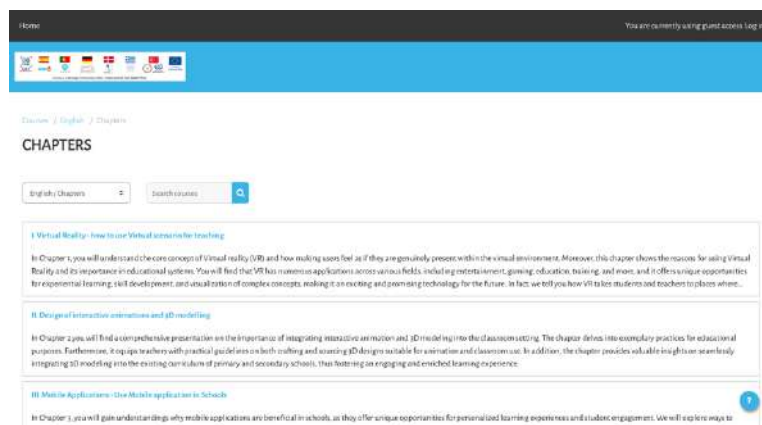 Home
You are currently using guest access Log i
Courses / English / Chapters
CHAPTERS
English / Chapters
Search courses
I. Virtual Reality - how to use Virtual scenario for teaching
In Chapter 1, you will understand the core concept of Virtual reality (VR) and how making users feel as if they are genuinely present within the virtual environment. Moreover, this chapter shows the reasons for using Virtual
Reality and its importance in educational systems. You will find that VR has numerous applications across various fields, including entertainment, gaming, education, training, and more, and it offers unique opportunities
for experiential learning, skill development, and visualization of complex concepts, making it an exciting and promising technology for the future. In fact we tell you how VR takes students and teachers to places where...
II. Design of interactive animations and 3D modelling
In Chapter 2 you will find a comprehensive presentation on the importance of integrating interactive animation and 3D modeling into the classroom setting. The chapter delves into exemplary practices for educational
purposes. Furthermore, it equips teachers with practical guidelines on both crafting and sourcing 3D designs suitable for animation and classroom use. In addition, the chapter provides valuable insights on seamlessly
integrating 3D modeling into the existing curriculum of primary and secondary schools, thus fostering an engaging and enriched learning experience.
III. Mobile Applications - Use Mobile application in Schools
In Chapter 3, you will gain understandings why mobile applications are beneficial in schools, as they offer unique opportunities for personalized learning experiences and student engagement. We will explore ways to
?